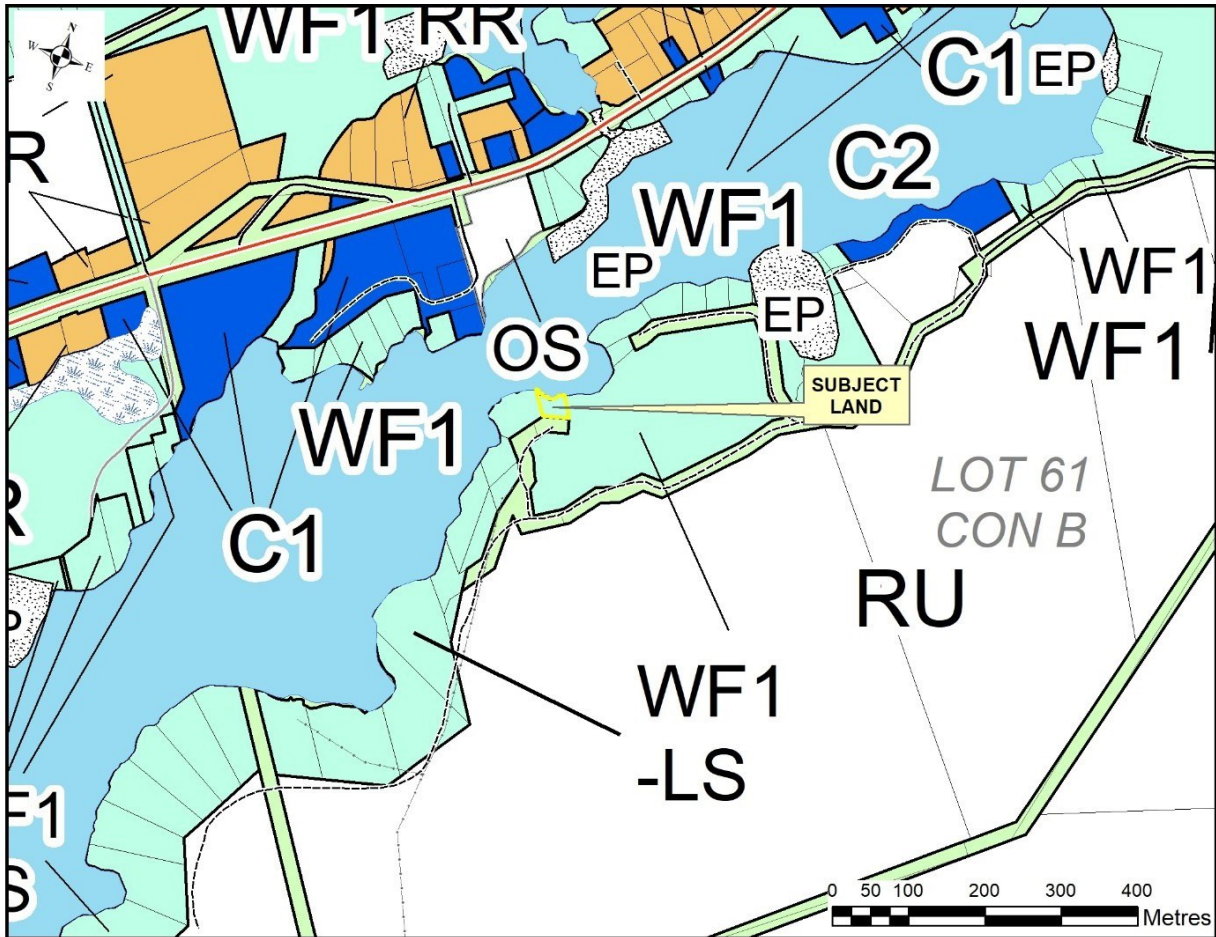 WF1
RR
N
W
E
S
C1
EP
R
C2
WF1
EP
EP
WF1
WF1
OS
SUBJECT
LAND
WF1
LOT 61
CON B
R
C1
RU
WF1
-LS
F1
S
0 50 100 200 300 400
Metres